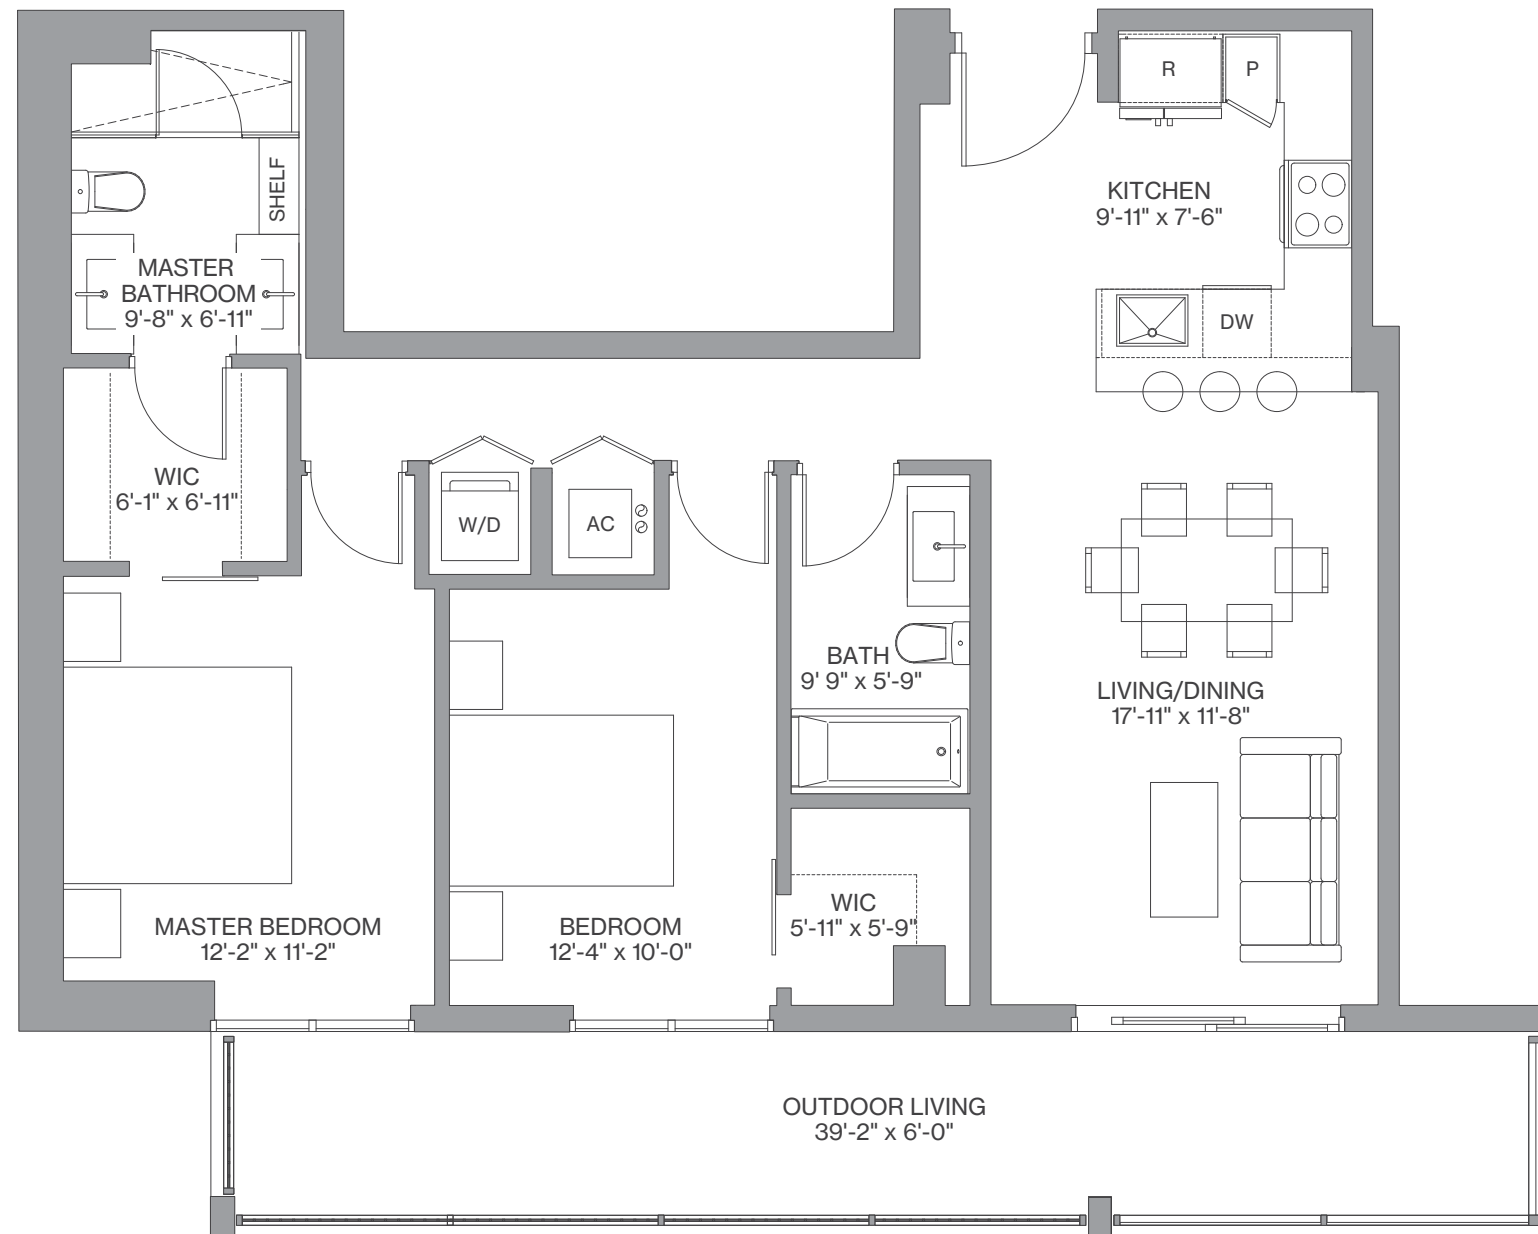 R
P
KITCHEN
9'-11" x 7'-6"
SHELF
MASTER
BATHROOM
9'-8" x 6'-11"
DW
WIC
6'-1" x 6'-11"
W/D
AC
BATH
9' 9" x 5'-9"
LIVING/DINING
17'-11" x 11'-8"
MASTER BEDROOM
12'-2" x 11'-2"
BEDROOM
12'-4" x 10'-0"
WIC
5'-11" x 5'-9"
OUTDOOR LIVING
39'-2" x 6'-0"